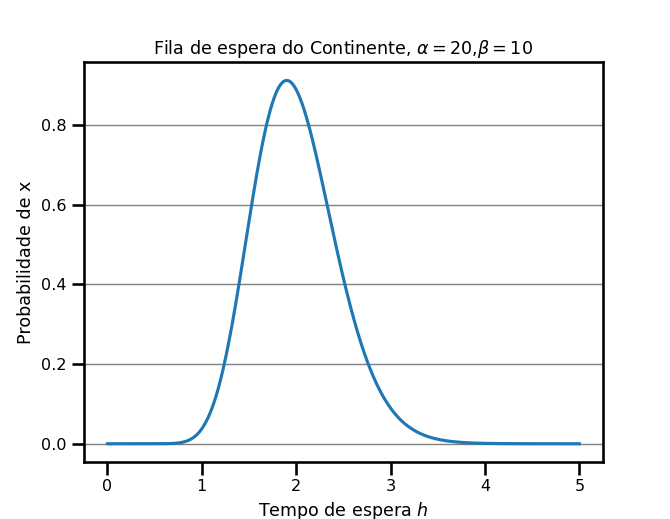 Fila de espera do Continente, α = 20,β = 10
Probabilidade de x
0.8
0.6
0.4
0.2
0.0
0 1 2 3 4 5
Tempo de espera h